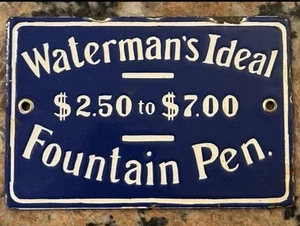 Waterman's Ideal
$2.50 to $7.00
Fountain Pen.